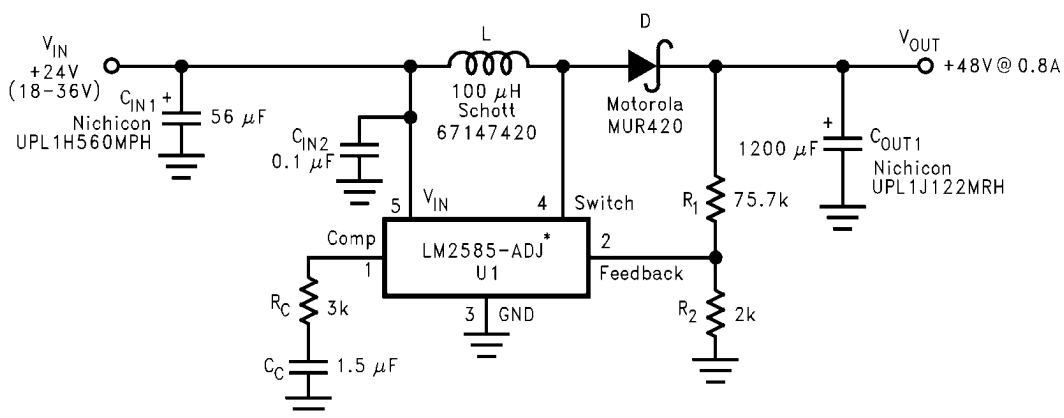 V_IN
+24V
(18-36V)
C_IN1 +
Nichicon
UPL1H560MPH
56 μF
C_IN2
0.1 μF
L
100 μH
Schott
67147420
D
Motorola
MUR420
V_OUT
+48V @ 0.8A
+
1200 μF
C_OUT1
Nichicon
UPL1J122MRH
R_1
75.7k
5
V_IN
4
Switch
Comp
1
LM2585-ADJ*
U1
2
Feedback
R_C
3k
3
GND
R_2
2k
C_C
1.5 μF